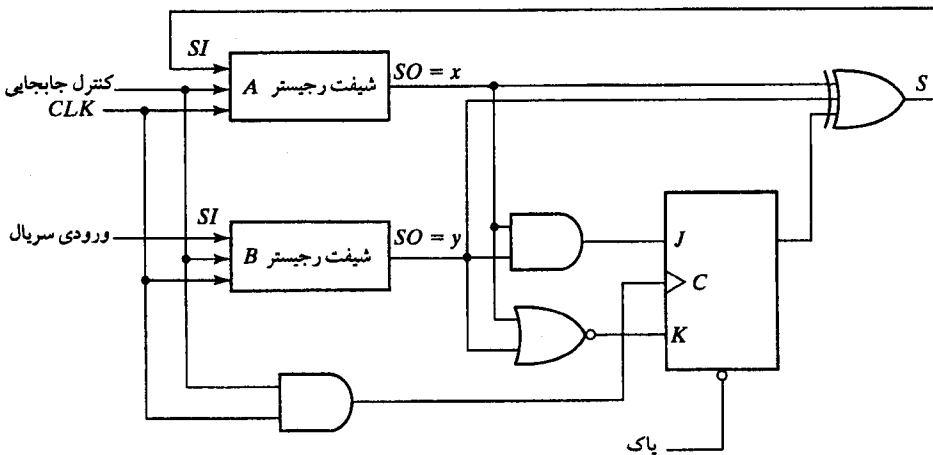 SI
کنترل جابجایی
CLK
A شیفت رجیستر
SO = x
S
SI
ورودی سریال
B شیفت رجیستر
SO = y
J
C
K
پاک